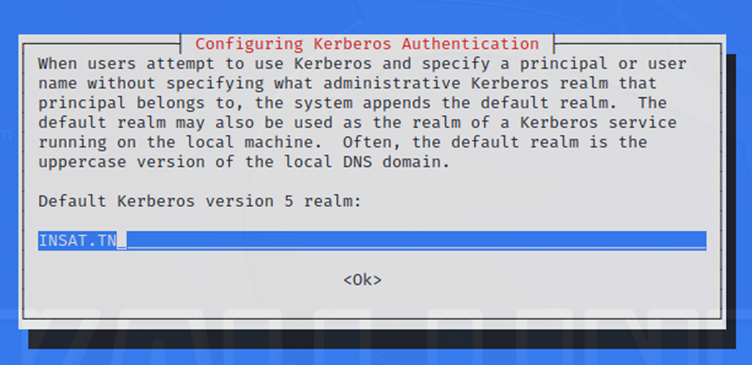 Configuring Kerberos Authentication
When users attempt to use Kerberos and specify a principal or user
name without specifying what administrative Kerberos realm that
principal belongs to, the system appends the default realm.  The
default realm may also be used as the realm of a Kerberos service
running on the local machine.  Often, the default realm is the
uppercase version of the local DNS domain.
Default Kerberos version 5 realm:
INSAT.TN
<Ok>